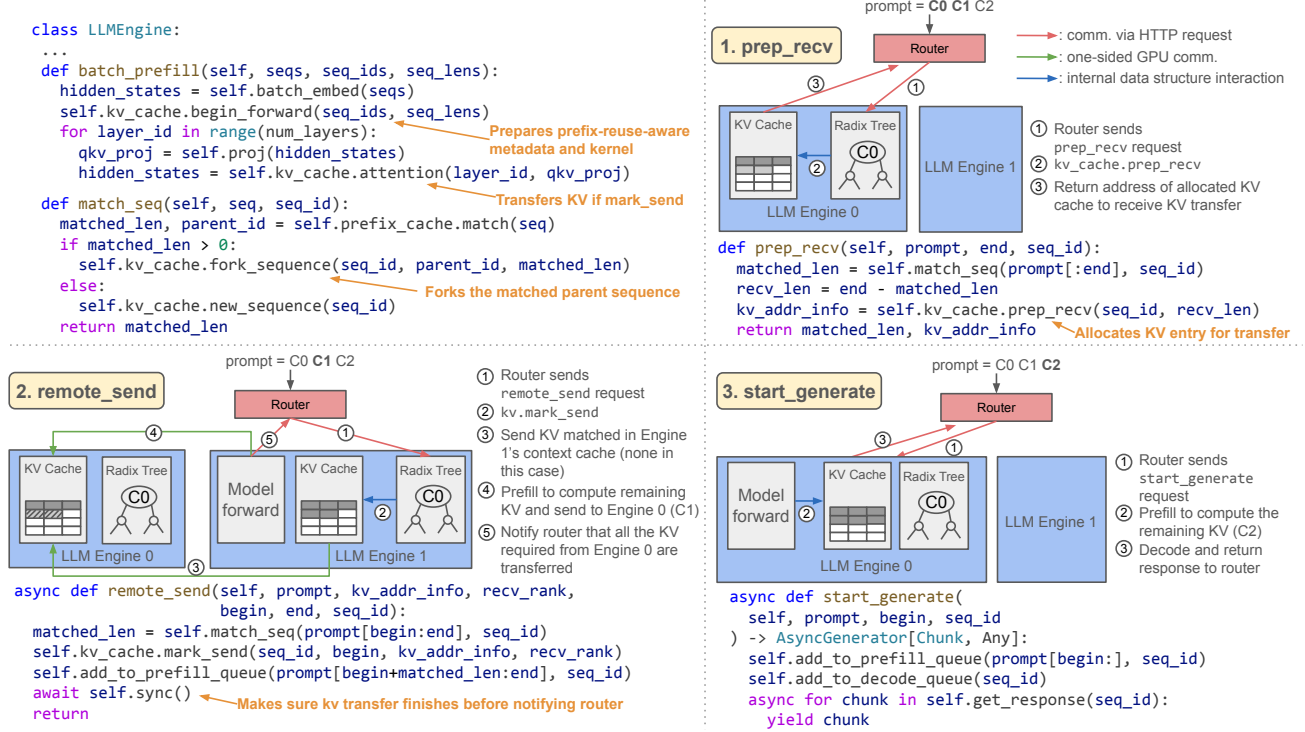 class LLMEngine:
...
def batch_prefill(self, seqs, seq_ids, seq_lens):
hidden_states = self.batch_embed(seqs)
self.kv_cache.begin_forward(seq_ids, seq_lens)
for layer_id in range(num_layers):
Prepares prefix-reuse-aware
metadata and kernel
qkv_proj = self.proj(hidden_states)
hidden_states = self.kv_cache.attention(layer_id, qkv_proj)
Transfers KV if mark_send
def match_seq(self, seq, seq_id):
matched_len, parent_id = self.prefix_cache.match(seq)
if matched_len > 0:
self.kv_cache.fork_sequence(seq_id, parent_id, matched_len)
else:
Forks the matched parent sequence
self.kv_cache.new_sequence(seq_id)
return matched_len
prompt = C0 C1 C2
1. prep_recv
Router
: comm. via HTTP request
: one-sided GPU comm.
: internal data structure interaction
3
1
KV Cache
Radix Tree
C0
2
LLM Engine 0
LLM Engine 1
1 Router sends
prep_recv request
2 kv_cache.prep_recv
3 Return address of allocated KV
cache to receive KV transfer
def prep_recv(self, prompt, end, seq_id):
matched_len = self.match_seq(prompt[:end], seq_id)
recv_len = end - matched_len
kv_addr_info = self.kv_cache.prep_recv(seq_id, recv_len)
return matched_len, kv_addr_info
Allocates KV entry for transfer
prompt = C0 C1 C2
2. remote_send
Router
4
5
1
KV Cache
Radix Tree
C0
LLM Engine 0
Model
forward
KV Cache
Radix Tree
C0
2
LLM Engine 1
3
1 Router sends
remote_send request
2 kv.mark_send
3 Send KV matched in Engine
1's context cache (none in
this case)
4 Prefill to compute remaining
KV and send to Engine 0 (C1)
5 Notify router that all the KV
required from Engine 0 are
transferred
async def remote_send(self, prompt, kv_addr_info, recv_rank,
begin, end, seq_id):
matched_len = self.match_seq(prompt[begin:end], seq_id)
self.kv_cache.mark_send(seq_id, begin, kv_addr_info, recv_rank)
self.add_to_prefill_queue(prompt[begin+matched_len:end], seq_id)
await self.sync()
Makes sure kv transfer finishes before notifying router
return
prompt = C0 C1 C2
3. start_generate
Router
3
1
Model
forward
2
KV Cache
Radix Tree
C0
LLM Engine 0
LLM Engine 1
1 Router sends
start_generate
request
2 Prefill to compute the
remaining KV (C2)
3 Decode and return
response to router
async def start_generate(
self, prompt, begin, seq_id
) -> AsyncGenerator[Chunk, Any]:
self.add_to_prefill_queue(prompt[begin:], seq_id)
self.add_to_decode_queue(seq_id)
async for chunk in self.get_response(seq_id):
yield chunk